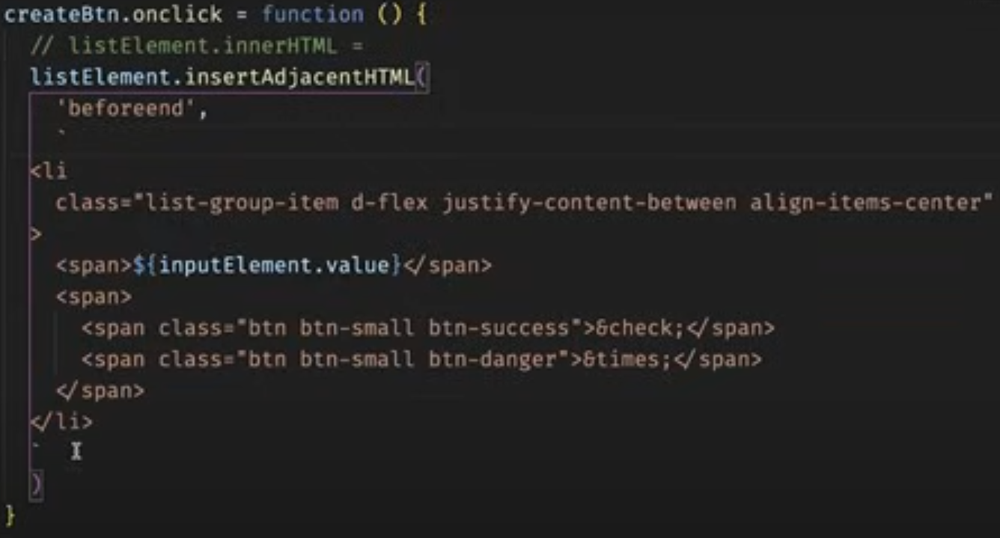 createBtn.onclick = function () {
// listElement.innerHTML =
listElement.insertAdjacentHTML(
'beforeend',
`
<li
class="list-group-item d-flex justify-content-between align-items-center"
>
<span>${inputElement.value}</span>
<span>
<span class="btn btn-small btn-success">&check;</span>
<span class="btn btn-small btn-danger">&times;</span>
</span>
</li>
`
)
}